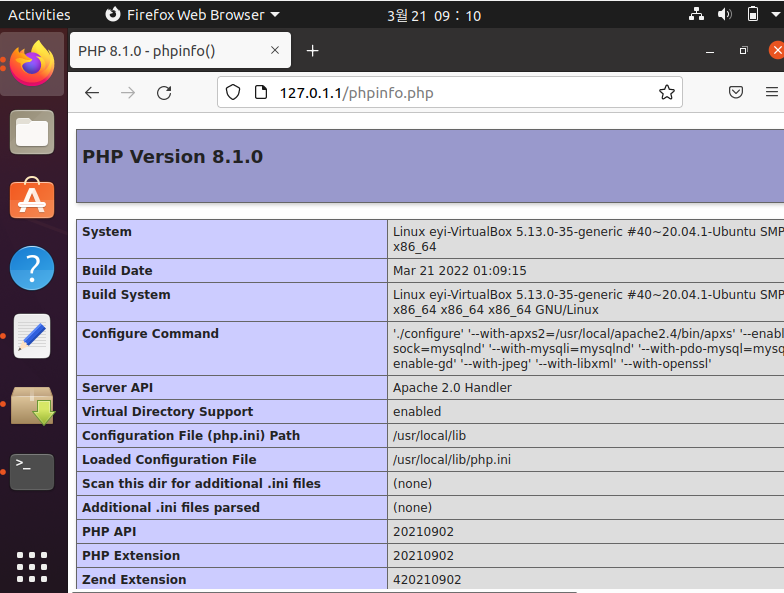 Activities
Firefox Web Browser
3월 21 09 : 10
PHP 8.1.0 - phpinfo()
127.0.1.1/phpinfo.php
PHP Version 8.1.0
System
Linux eyi-VirtualBox 5.13.0-35-generic #40~20.04.1-Ubuntu SMP
x86_64
Build Date
Mar 21 2022 01:09:15
Build System
Linux eyi-VirtualBox 5.13.0-35-generic #40~20.04.1-Ubuntu SMP
x86_64 x86_64 x86_64 GNU/Linux
Configure Command
'./configure' '--with-apxs2=/usr/local/apache2.4/bin/apxs' '--enabl
sock=mysqlnd' '--with-mysqli=mysqlnd' '--with-pdo-mysql=mysq
enable-gd' '--with-jpeg' '--with-libxml' '--with-openssl'
Server API
Apache 2.0 Handler
Virtual Directory Support
enabled
Configuration File (php.ini) Path
/usr/local/lib
Loaded Configuration File
/usr/local/lib/php.ini
Scan this dir for additional .ini files
(none)
Additional .ini files parsed
(none)
PHP API
20210902
PHP Extension
20210902
Zend Extension
420210902